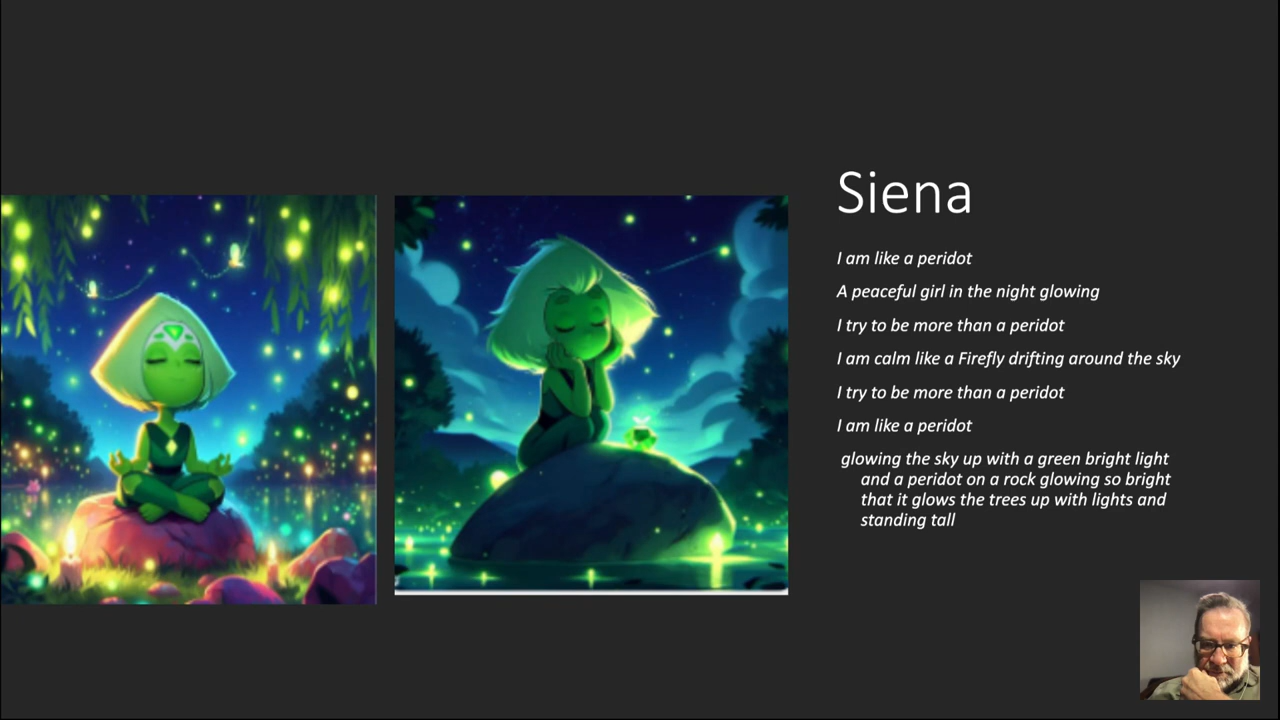 Siena
I am like a peridot
A peaceful girl in the night glowing
I try to be more than a peridot
I am calm like a Firefly drifting around the sky
I try to be more than a peridot
I am like a peridot
glowing the sky up with a green bright light
and a peridot on a rock glowing so bright
that it glows the trees up with lights and
standing tall